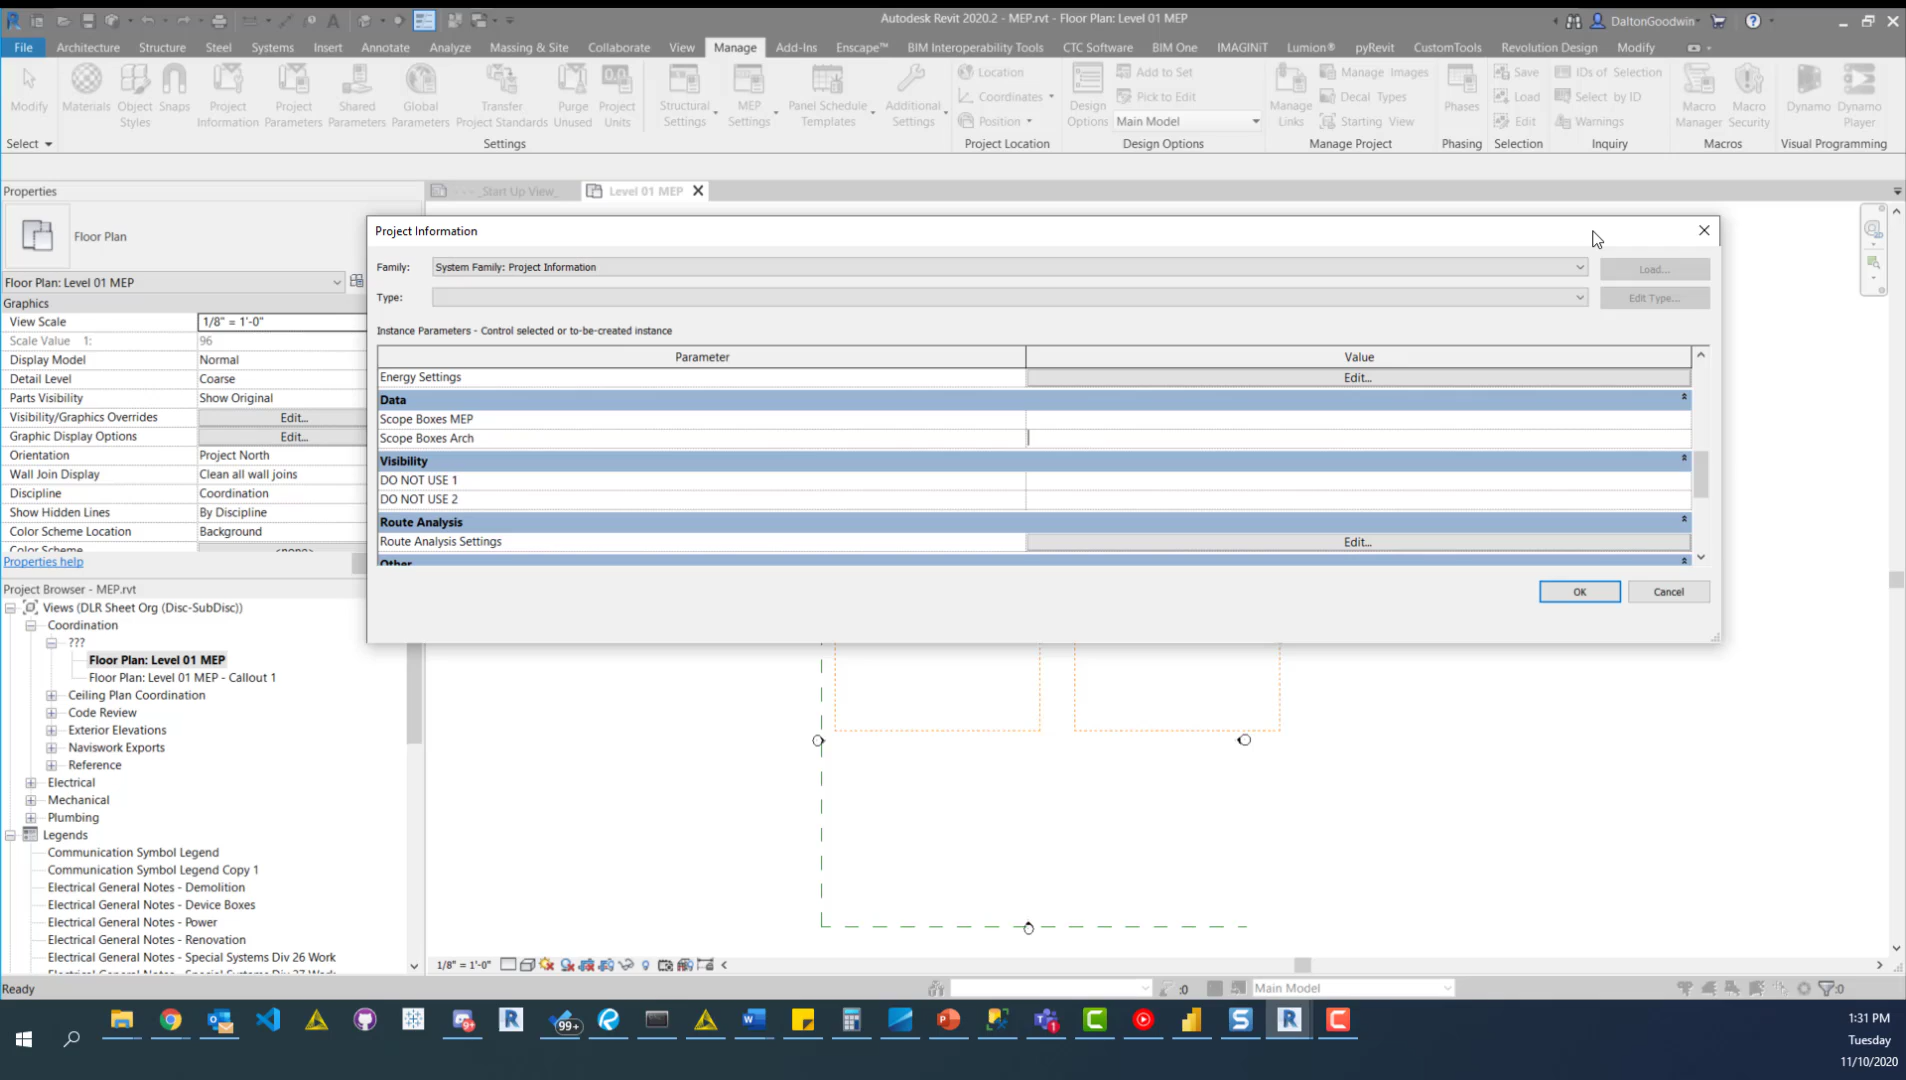 Autodesk Revit 2020.2 - MEP.rvt - Floor Plan: Level 01 MEP
DaltonGoodwin
File Architecture Structure Steel Systems Insert Annotate Analyze Massing & Site Collaborate View Manage Add-Ins Enscape™ BIM Interoperability Tools CTC Software BIM One IMAGINiT Lumion® pyRevit CustomTools Revolution Design Modify
Modify
Materials
Object Styles
Snaps
Project Information
Project Parameters
Shared Parameters
Global Parameters
Transfer Project Standards
Purge Unused
Project Units
Structural Settings
MEP Settings
Panel Schedule Templates
Additional Settings
Location
Coordinates
Position
Design Options
Add to Set
Pick to Edit
Main Model
Manage Links
Manage Images
Decal Types
Starting View
Phases
Save
Load
Edit
IDs of Selection
Select by ID
Warnings
Macro Manager
Macro Security
Dynamo
Dynamo Player
Select
Settings
Project Location
Design Options
Manage Project
Phasing
Selection
Inquiry
Macros
Visual Programming
Properties
_Start Up View_
Level 01 MEP
Floor Plan
Floor Plan: Level 01 MEP
Graphics
View Scale 1/8" = 1'-0"
Scale Value 1: 96
Display Model Normal
Detail Level Coarse
Parts Visibility Show Original
Visibility/Graphics Overrides Edit...
Graphic Display Options Edit...
Orientation Project North
Wall Join Display Clean all wall joins
Discipline Coordination
Show Hidden Lines By Discipline
Color Scheme Location Background
Color Scheme <none>
Properties help
Project Information
Family: System Family: Project Information Load...
Type: Edit Type...
Instance Parameters - Control selected or to-be-created instance
Parameter Value
Energy Settings Edit...
Data
Scope Boxes MEP
Scope Boxes Arch
Visibility
DO NOT USE 1
DO NOT USE 2
Route Analysis
Route Analysis Settings Edit...
Other
OK Cancel
Project Browser - MEP.rvt
Views (DLR Sheet Org (Disc-SubDisc))
Coordination
???
Floor Plan: Level 01 MEP
Floor Plan: Level 01 MEP - Callout 1
Ceiling Plan Coordination
Code Review
Exterior Elevations
Naviswork Exports
Reference
Electrical
Mechanical
Plumbing
Legends
Communication Symbol Legend
Communication Symbol Legend Copy 1
Electrical General Notes - Demolition
Electrical General Notes - Device Boxes
Electrical General Notes - Power
Electrical General Notes - Renovation
Electrical General Notes - Special Systems Div 26 Work
Electrical General Notes - Special Systems Div 27 Work
1/8" = 1'-0"
Ready
:0
Main Model
:0
99+
1:31 PM
Tuesday
11/10/2020